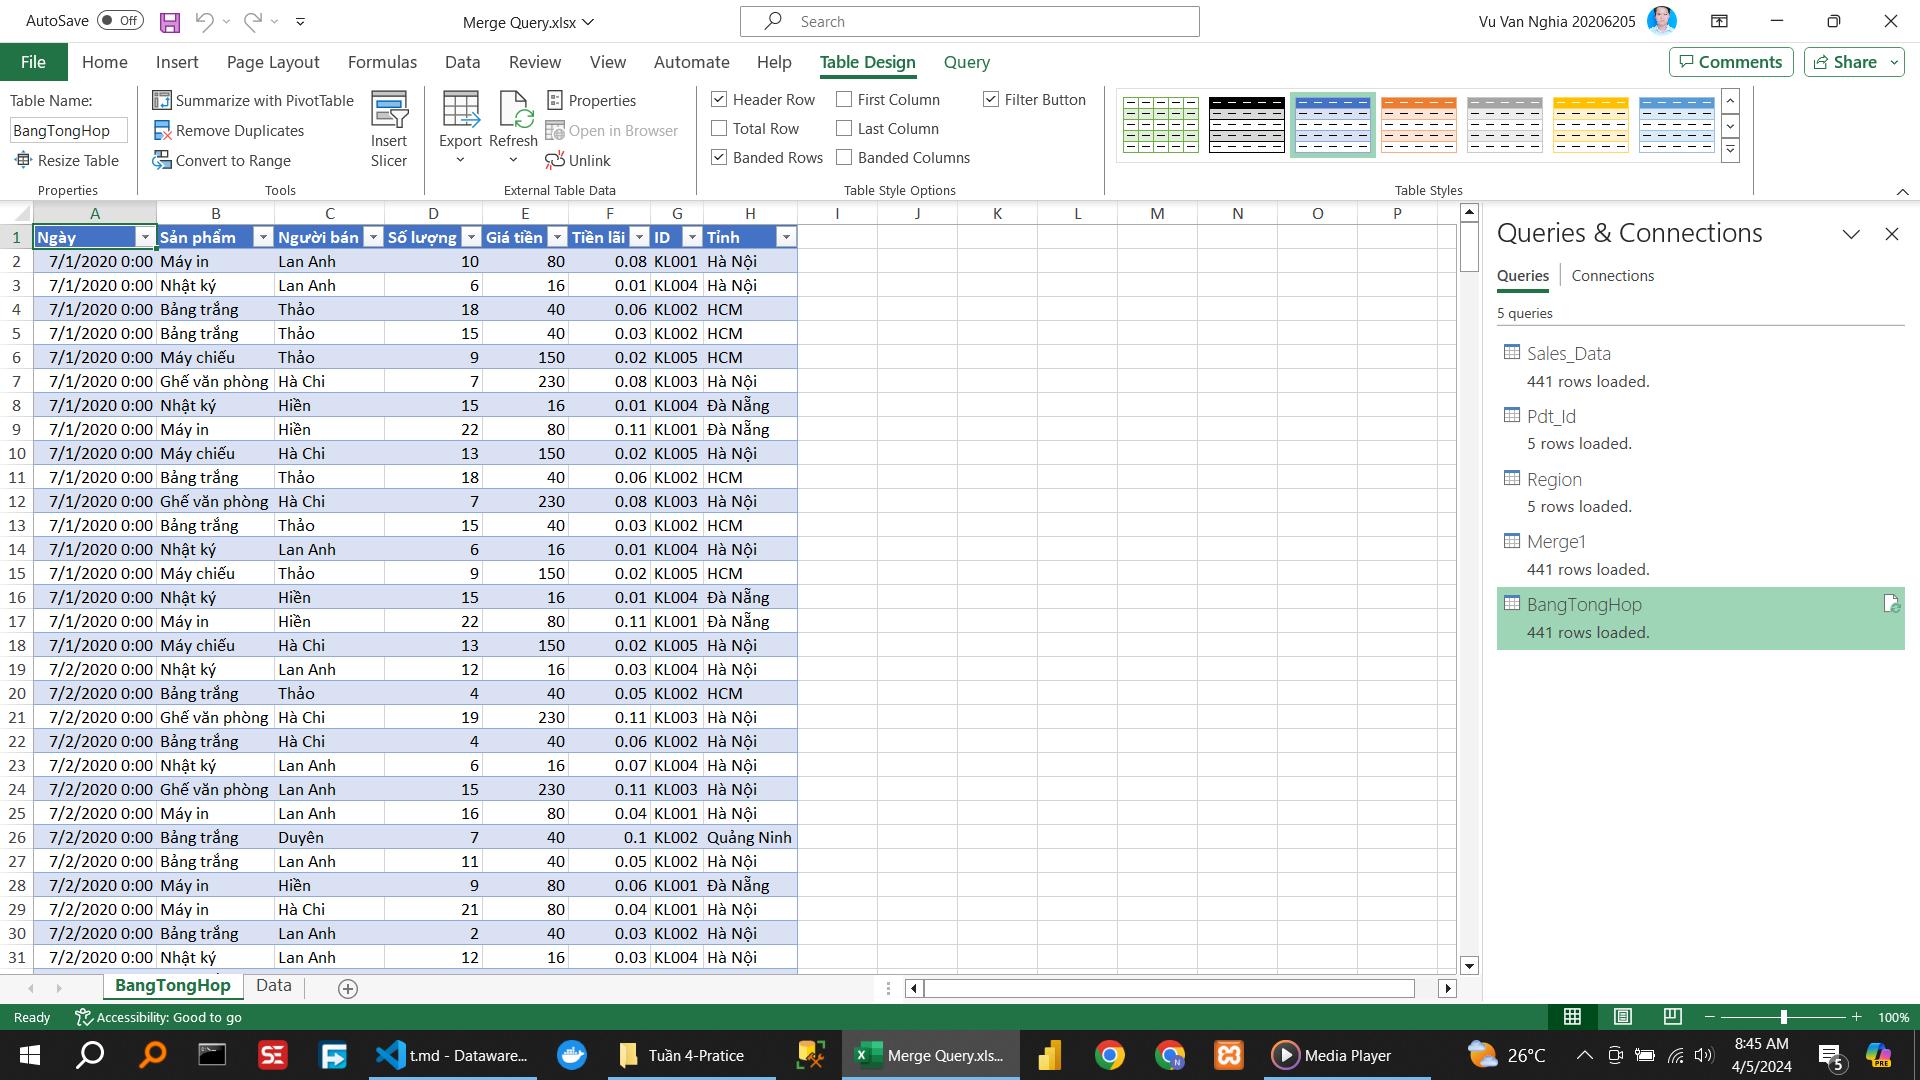 AutoSave Off Merge Query.xlsx Search Vu Van Nghia 20206205
File Home Insert Page Layout Formulas Data Review View Automate Help Table Design Query Comments Share
Table Name:
BangTongHop
Resize Table
Properties
Summarize with PivotTable
Remove Duplicates
Convert to Range
Tools
Insert
Slicer
Export
Refresh
Properties
Open in Browser
Unlink
External Table Data
Header Row First Column Filter Button
Total Row Last Column
Banded Rows Banded Columns
Table Style Options
Table Styles
A B C D E F G H I J K L M N O P
1 Ngày Sản phẩm Người bán Số lượng Giá tiền Tiền lãi ID Tỉnh
2 7/1/2020 0:00 Máy in Lan Anh 10 80 0.08 KL001 Hà Nội
3 7/1/2020 0:00 Nhật ký Lan Anh 6 16 0.01 KL004 Hà Nội
4 7/1/2020 0:00 Bảng trắng Thảo 18 40 0.06 KL002 HCM
5 7/1/2020 0:00 Bảng trắng Thảo 15 40 0.03 KL002 HCM
6 7/1/2020 0:00 Máy chiếu Thảo 9 150 0.02 KL005 HCM
7 7/1/2020 0:00 Ghế văn phòng Hà Chi 7 230 0.08 KL003 Hà Nội
8 7/1/2020 0:00 Nhật ký Hiền 15 16 0.01 KL004 Đà Nẵng
9 7/1/2020 0:00 Máy in Hiền 22 80 0.11 KL001 Đà Nẵng
10 7/1/2020 0:00 Máy chiếu Hà Chi 13 150 0.02 KL005 Hà Nội
11 7/1/2020 0:00 Bảng trắng Thảo 18 40 0.06 KL002 HCM
12 7/1/2020 0:00 Ghế văn phòng Hà Chi 7 230 0.08 KL003 Hà Nội
13 7/1/2020 0:00 Bảng trắng Thảo 15 40 0.03 KL002 HCM
14 7/1/2020 0:00 Nhật ký Lan Anh 6 16 0.01 KL004 Hà Nội
15 7/1/2020 0:00 Máy chiếu Thảo 9 150 0.02 KL005 HCM
16 7/1/2020 0:00 Nhật ký Hiền 15 16 0.01 KL004 Đà Nẵng
17 7/1/2020 0:00 Máy in Hiền 22 80 0.11 KL001 Đà Nẵng
18 7/1/2020 0:00 Máy chiếu Hà Chi 13 150 0.02 KL005 Hà Nội
19 7/2/2020 0:00 Nhật ký Lan Anh 12 16 0.03 KL004 Hà Nội
20 7/2/2020 0:00 Bảng trắng Thảo 4 40 0.05 KL002 HCM
21 7/2/2020 0:00 Ghế văn phòng Hà Chi 19 230 0.11 KL003 Hà Nội
22 7/2/2020 0:00 Bảng trắng Hà Chi 4 40 0.06 KL002 Hà Nội
23 7/2/2020 0:00 Nhật ký Lan Anh 6 16 0.07 KL004 Hà Nội
24 7/2/2020 0:00 Ghế văn phòng Lan Anh 15 230 0.11 KL003 Hà Nội
25 7/2/2020 0:00 Máy in Lan Anh 16 80 0.04 KL001 Hà Nội
26 7/2/2020 0:00 Bảng trắng Duyên 7 40 0.1 KL002 Quảng Ninh
27 7/2/2020 0:00 Bảng trắng Lan Anh 11 40 0.05 KL002 Hà Nội
28 7/2/2020 0:00 Máy in Hiền 9 80 0.06 KL001 Đà Nẵng
29 7/2/2020 0:00 Máy in Hà Chi 21 80 0.04 KL001 Hà Nội
30 7/2/2020 0:00 Bảng trắng Lan Anh 2 40 0.03 KL002 Hà Nội
31 7/2/2020 0:00 Nhật ký Lan Anh 12 16 0.03 KL004 Hà Nội
Queries & Connections
Queries Connections
5 queries
Sales_Data
441 rows loaded.
Pdt_Id
5 rows loaded.
Region
5 rows loaded.
Merge1
441 rows loaded.
BangTongHop
441 rows loaded.
BangTongHop Data
Ready Accessibility: Good to go 100%
SE t.md - Dataware... Tuần 4-Pratice Merge Query.xls... Media Player 26°C 8:45 AM 5 PRE
4/5/2024